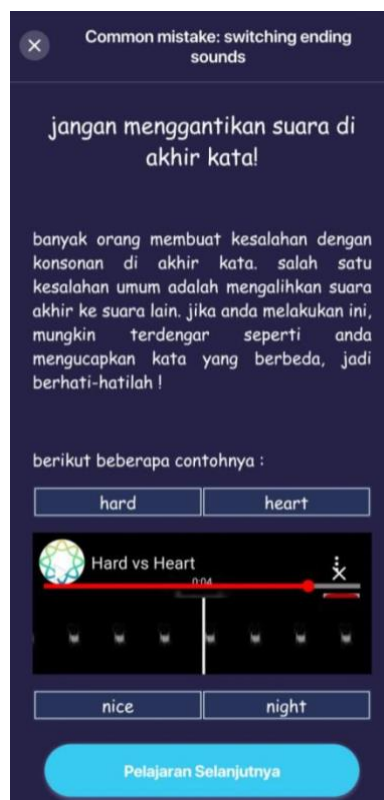 Common mistake: switching ending
sounds
jangan menggantikan suara di
akhir kata!
banyak orang membuat kesalahan dengan
konsonan di akhir kata. salah satu
kesalahan umum adalah mengalihkan suara
akhir ke suara lain. jika anda melakukan ini,
mungkin terdengar seperti anda
mengucapkan kata yang berbeda, jadi
berhati-hatilah !
berikut beberapa contohnya :
hard heart
Hard vs Heart
0:04
nice night
Pelajaran Selanjutnya